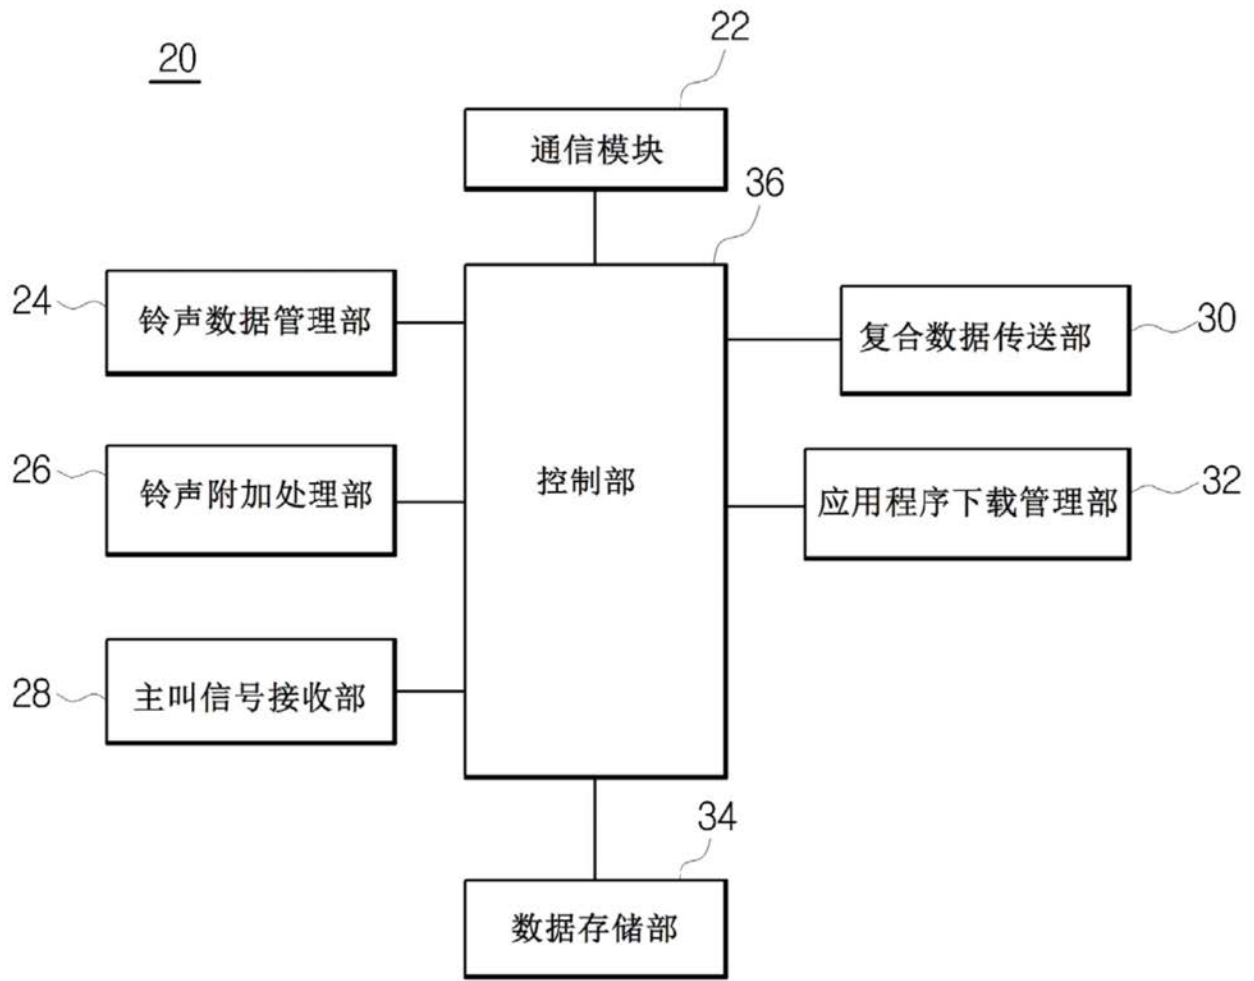 20
22
通信模块
36
24
铃声数据管理部
复合数据传送部
30
26
铃声附加处理部
控制部
应用程序下载管理部
32
28
主叫信号接收部
34
数据存储部